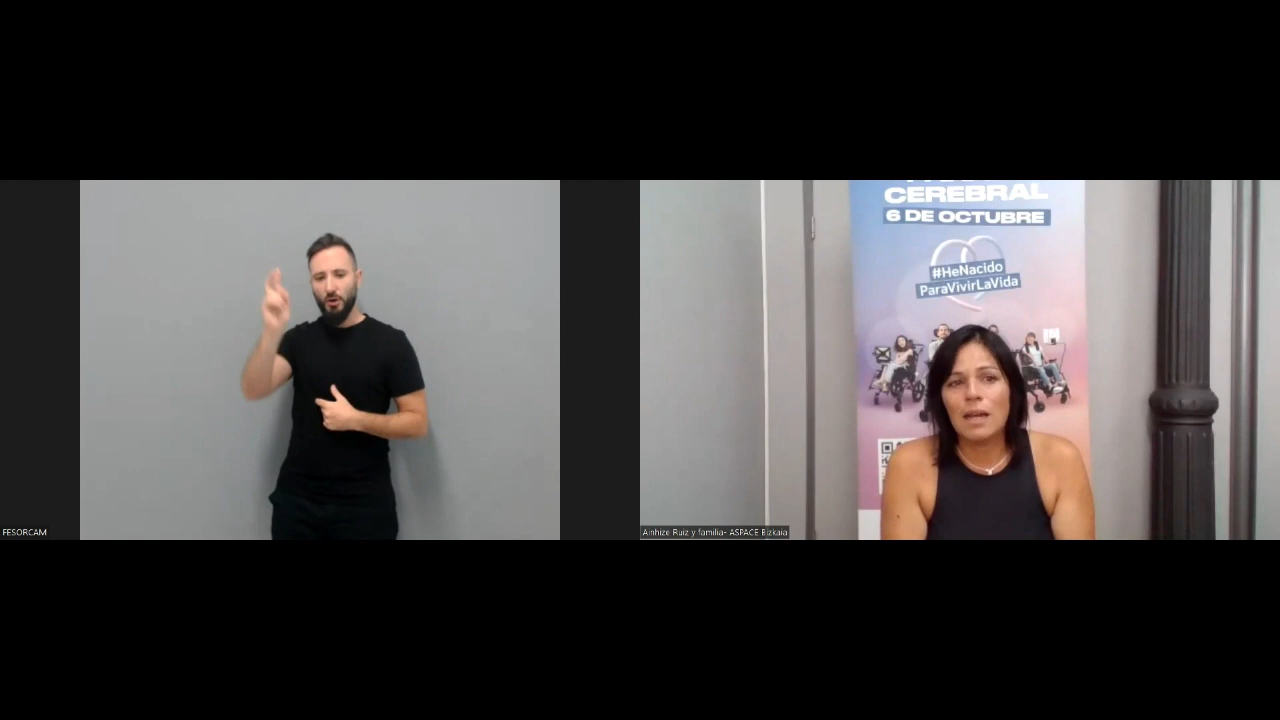 CEREBRAL
6 DE OCTUBRE
#HeNacido
ParaVivirLaVida
FESORCAM
Ainhize Ruiz y familia- ASPACE Bizkaia